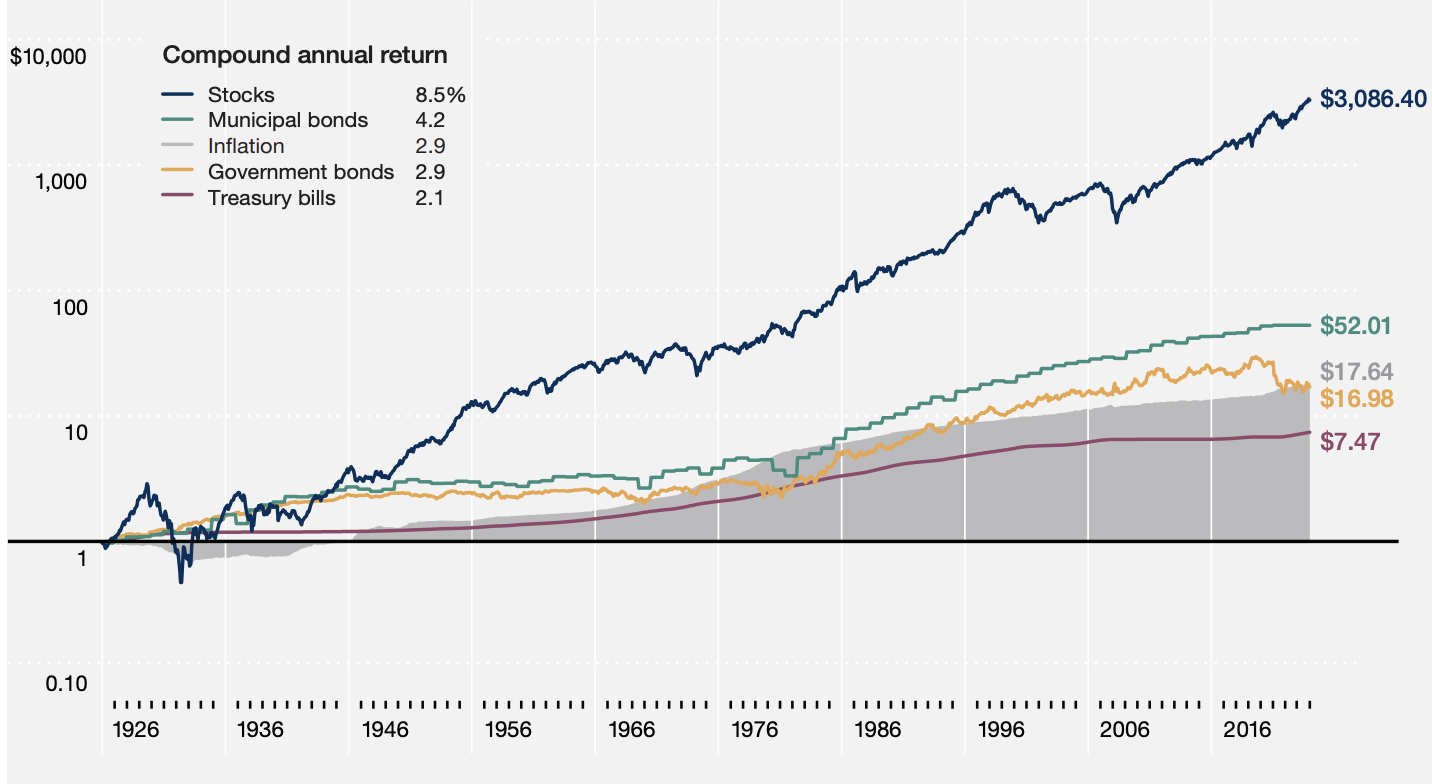 Compound annual return
Stocks 8.5%
Municipal bonds 4.2
Inflation 2.9
Government bonds 2.9
Treasury bills 2.1
$10,000
1,000
100
10
1
0.10
$3,086.40
$52.01
$17.64
$16.98
$7.47
1926 1936 1946 1956 1966 1976 1986 1996 2006 2016